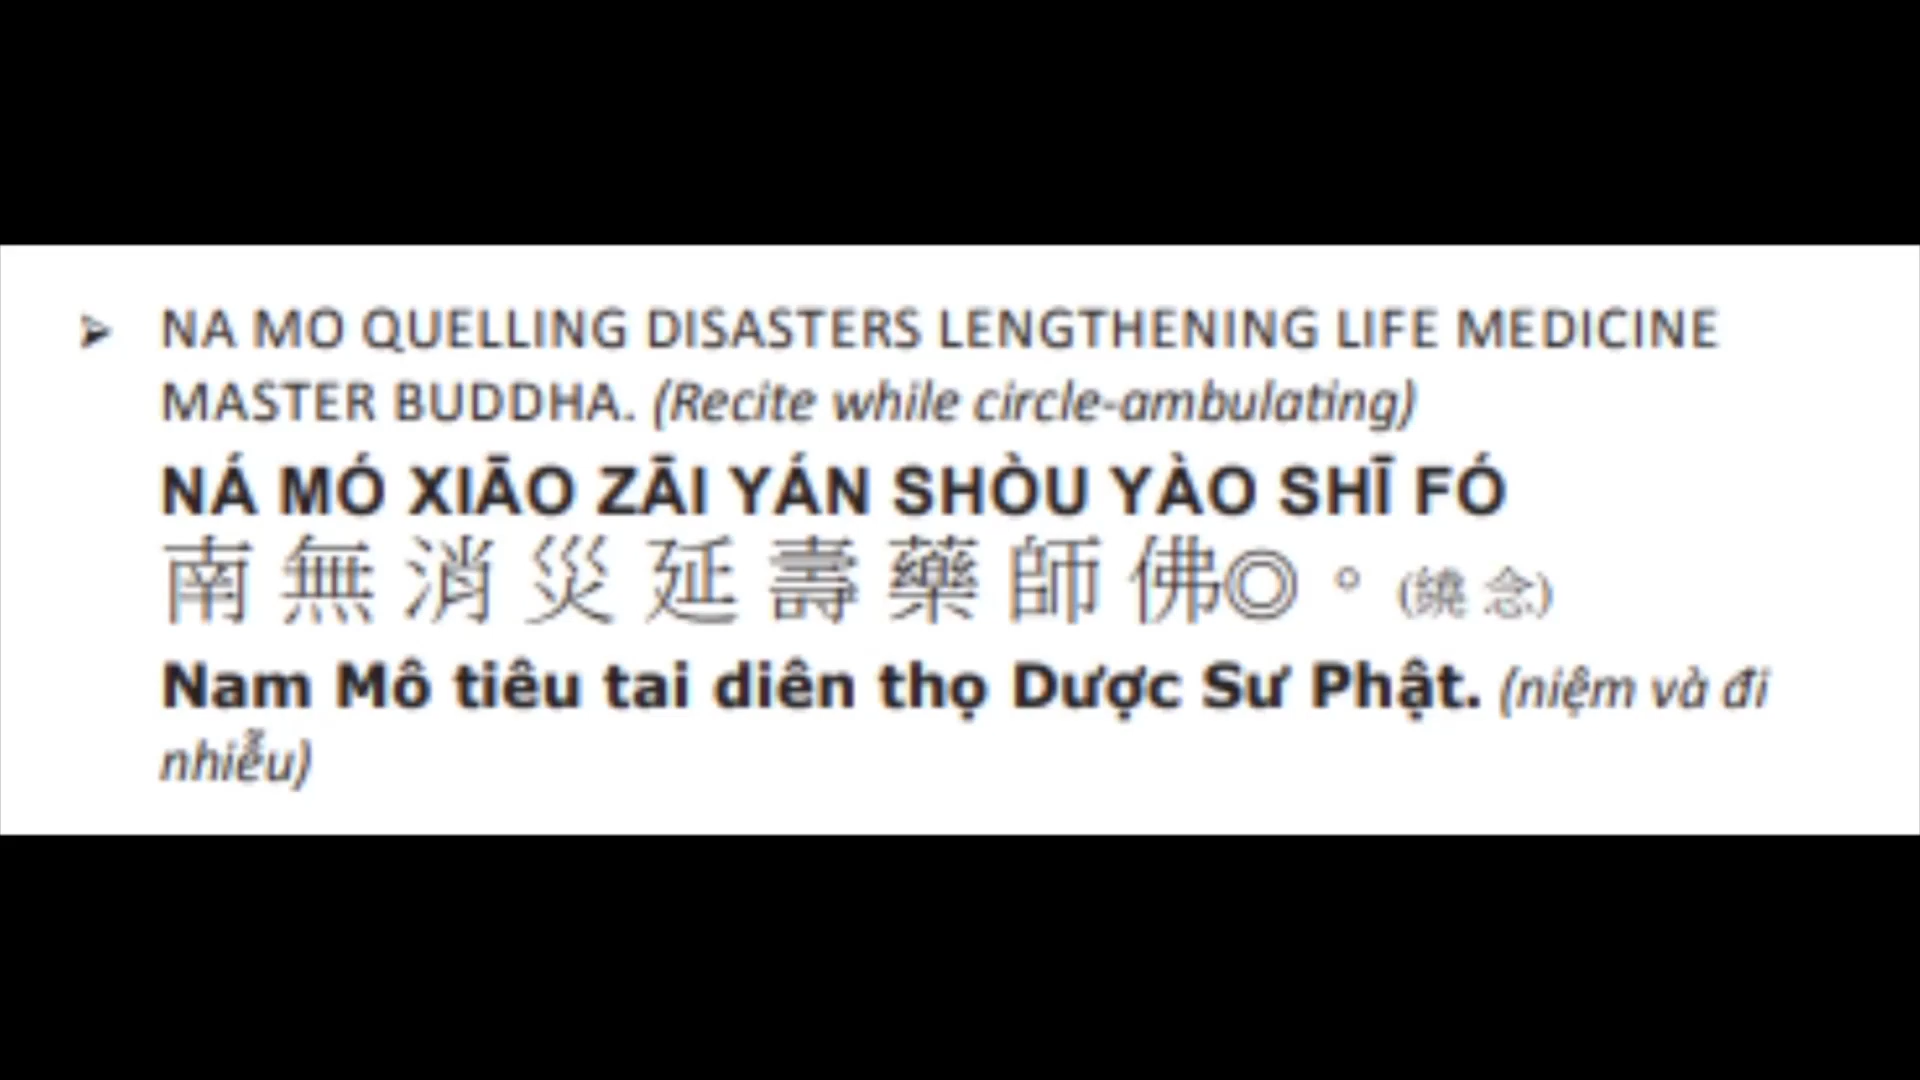 ➢ NA MO QUELLING DISASTERS LENGTHENING LIFE MEDICINE
MASTER BUDDHA. (Recite while circle-ambulating)
NÁ MÓ XIĀO ZĀI YÁN SHÒU YÀO SHĪ FÓ
南 無 消 災 延 壽 藥 師 佛◎。(繞 念)
Nam Mô tiêu tai diên thọ Dược Sư Phật. (niệm và đi
nhiễu)